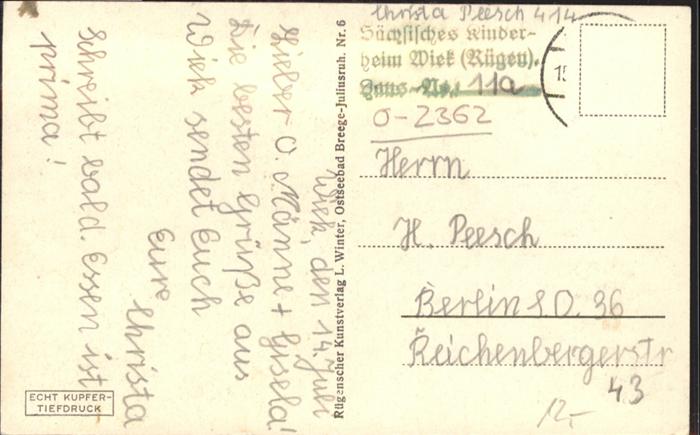 Christa Peesch 414
Sächsisches Kinder-
heim Wiek (Rügen).
Haus-Nr. 11a
O-2362
Herrn
H. Peesch
Berlin S.O. 36
Reichenbergerstr
43
12,-
Wiek, den 14. Juli
Lieber O. Männe + Gisela!
Die besten Grüße aus
Wiek sendet Euch
Eure
Christa
Schreibt bald. Essen ist
prima!
Rügenscher Kunstverlag L. Winter, Ostseebad Breege-Juliusruh. Nr. 6
ECHT KUPFER-
TIEFDRUCK